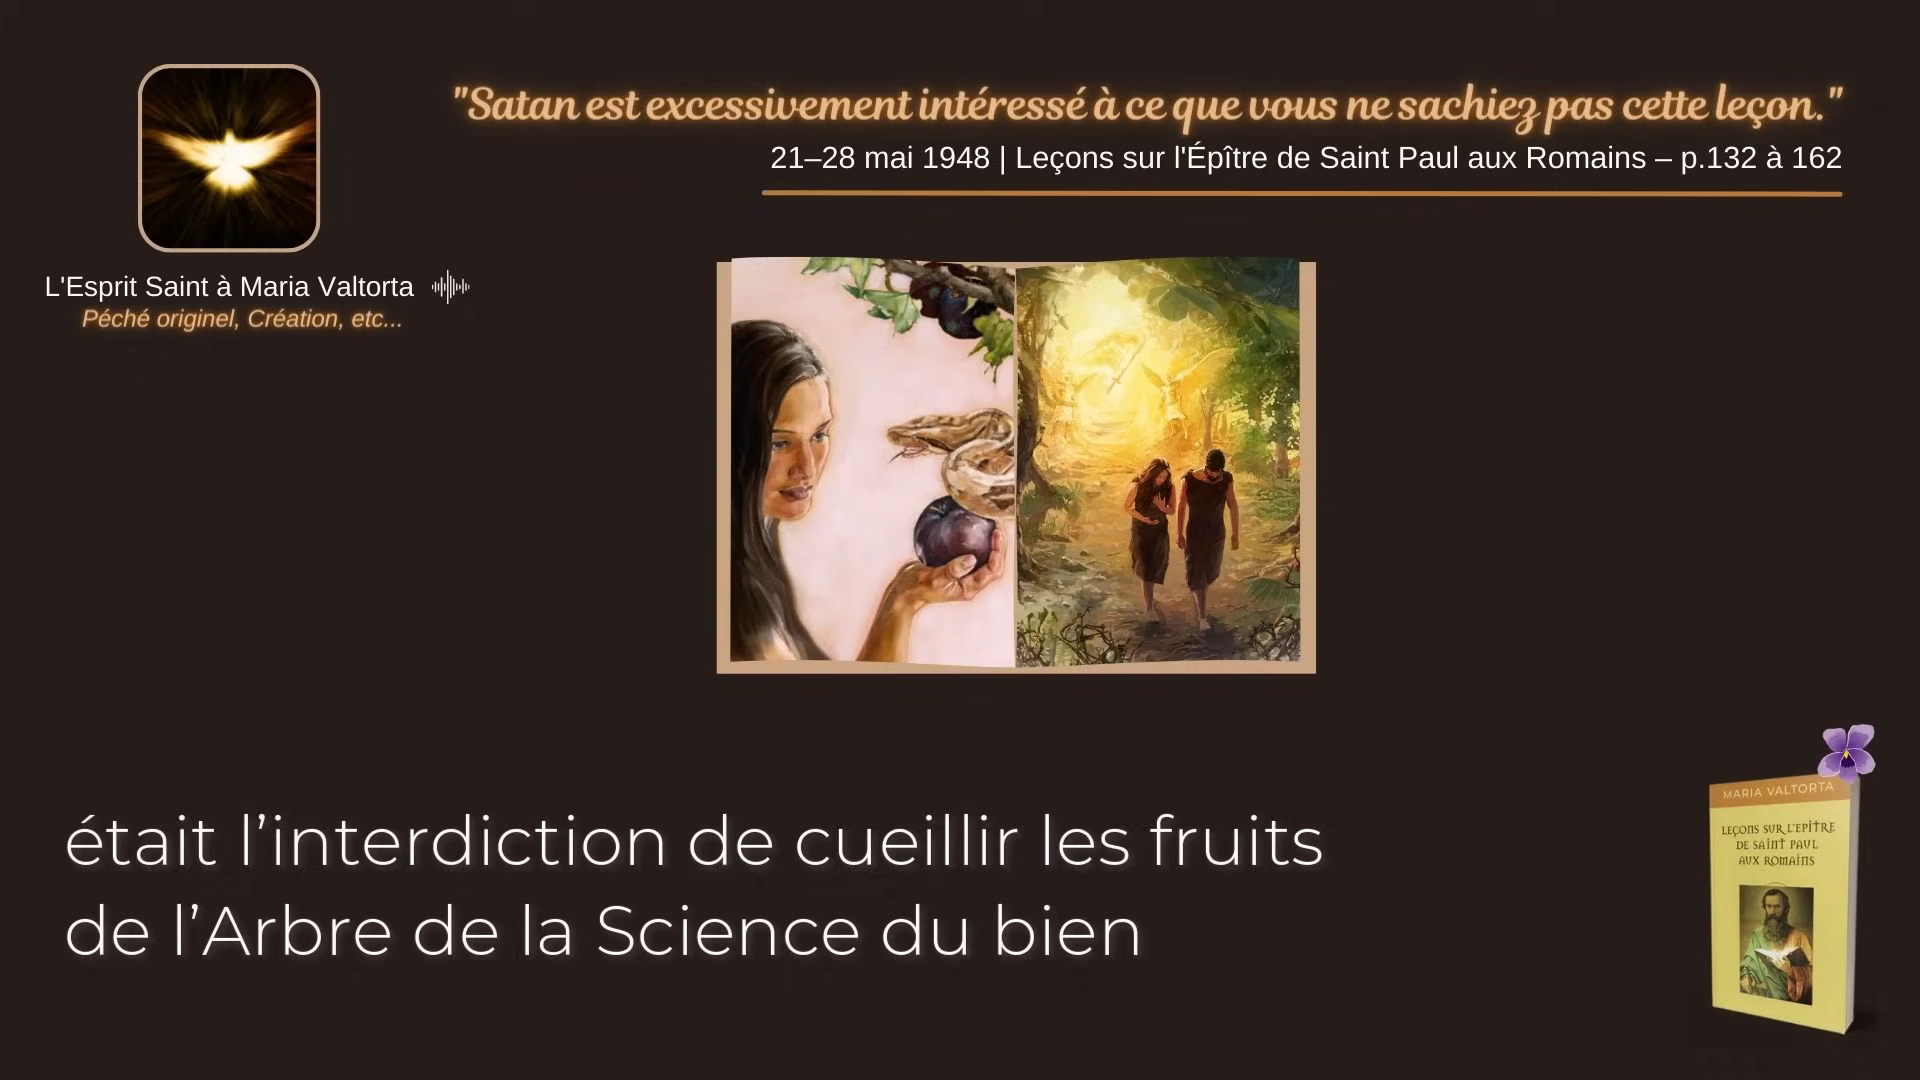 "Satan est excessivement intéressé à ce que vous ne sachiez pas cette leçon."
21–28 mai 1948 | Leçons sur l'Épître de Saint Paul aux Romains – p.132 à 162
L'Esprit Saint à Maria Valtorta
Péché originel, Création, etc...
était l’interdiction de cueillir les fruits
de l’Arbre de la Science du bien
MARIA VALTORTA
LEÇONS SUR L'EPÎTRE
DE SAINT PAUL
AUX ROMAINS